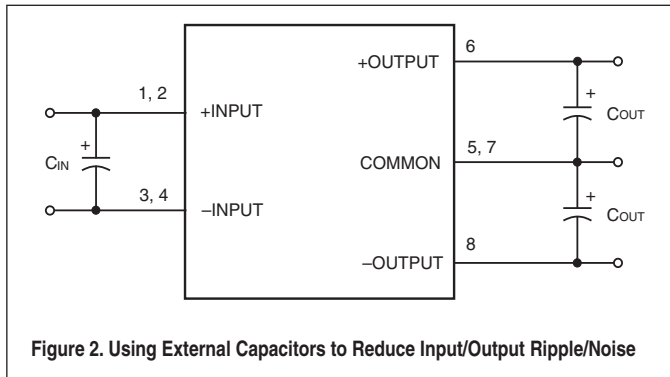 6
+OUTPUT
1, 2
+
+INPUT
COUT
5, 7
+
CIN
COMMON
3, 4
+
–INPUT
COUT
8
–OUTPUT
Figure 2. Using External Capacitors to Reduce Input/Output Ripple/Noise